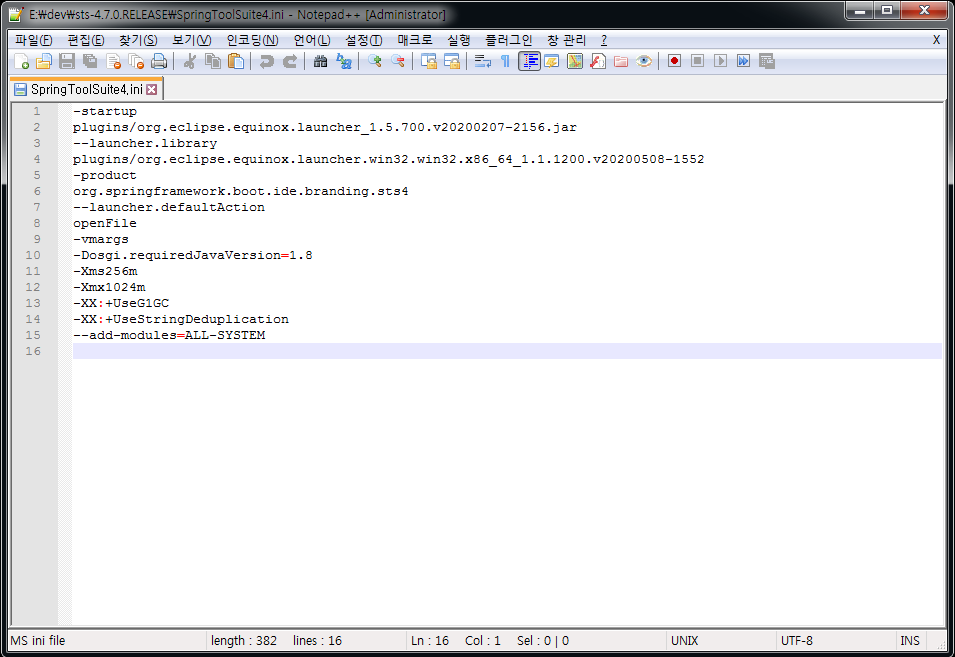 E:₩dev₩sts-4.7.0.RELEASE₩SpringToolSuite4.ini - Notepad++ [Administrator]
파일(F) 편집(E) 찾기(S) 보기(V) 인코딩(N) 언어(L) 설정(T) 매크로 실행 플러그인 창 관리 ? X
SpringToolSuite4.ini
1 -startup
2 plugins/org.eclipse.equinox.launcher_1.5.700.v20200207-2156.jar
3 --launcher.library
4 plugins/org.eclipse.equinox.launcher.win32.win32.x86_64_1.1.1200.v20200508-1552
5 -product
6 org.springframework.boot.ide.branding.sts4
7 --launcher.defaultAction
8 openFile
9 -vmargs
10 -Dosgi.requiredJavaVersion=1.8
11 -Xms256m
12 -Xmx1024m
13 -XX:+UseG1GC
14 -XX:+UseStringDeduplication
15 --add-modules=ALL-SYSTEM
16
MS ini file length : 382 lines : 16 Ln : 16 Col : 1 Sel : 0 | 0 UNIX UTF-8 INS